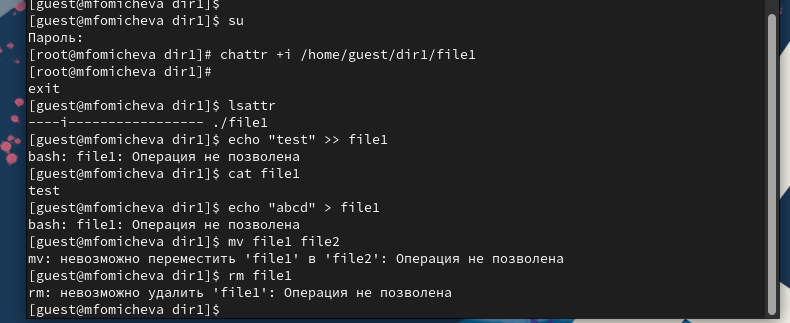 [guest@mfomicheva dir1]$
[guest@mfomicheva dir1]$ su
Пароль:
[root@mfomicheva dir1]# chattr +i /home/guest/dir1/file1
[root@mfomicheva dir1]#
exit
[guest@mfomicheva dir1]$ lsattr
----i----------------- ./file1
[guest@mfomicheva dir1]$ echo "test" >> file1
bash: file1: Операция не позволена
[guest@mfomicheva dir1]$ cat file1
test
[guest@mfomicheva dir1]$ echo "abcd" > file1
bash: file1: Операция не позволена
[guest@mfomicheva dir1]$ mv file1 file2
mv: невозможно переместить 'file1' в 'file2': Операция не позволена
[guest@mfomicheva dir1]$ rm file1
rm: невозможно удалить 'file1': Операция не позволена
[guest@mfomicheva dir1]$